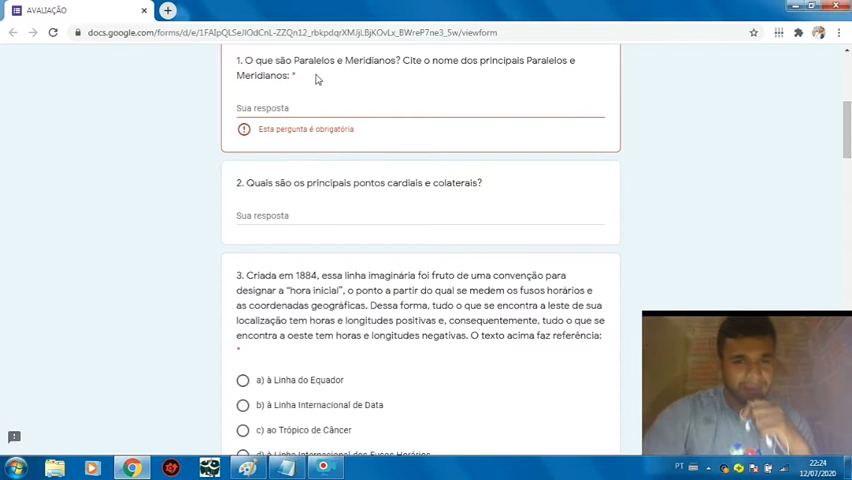 AVALIAÇÃO
docs.google.com/forms/d/e/1FAIpQLSeJIOdCnL-ZZQn12_rbkpdqrXMJjLBjKOvLx_BWreP7ne3_5w/viewform
1. O que são Paralelos e Meridianos? Cite o nome dos principais Paralelos e
Meridianos: *
Sua resposta
Esta pergunta é obrigatória
2. Quais são os principais pontos cardiais e colaterais?
Sua resposta
3. Criada em 1884, essa linha imaginária foi fruto de uma convenção para
designar a “hora inicial”, o ponto a partir do qual se medem os fusos horários e
as coordenadas geográficas. Dessa forma, tudo o que se encontra a leste de sua
localização tem horas e longitudes positivas e, consequentemente, tudo o que se
encontra a oeste tem horas e longitudes negativas. O texto acima faz referência:
*
a) à Linha do Equador
b) à Linha Internacional de Data
c) ao Trópico de Câncer
d) à Linha Internacional dos Fusos Horários
PT
22:24
12/07/2020